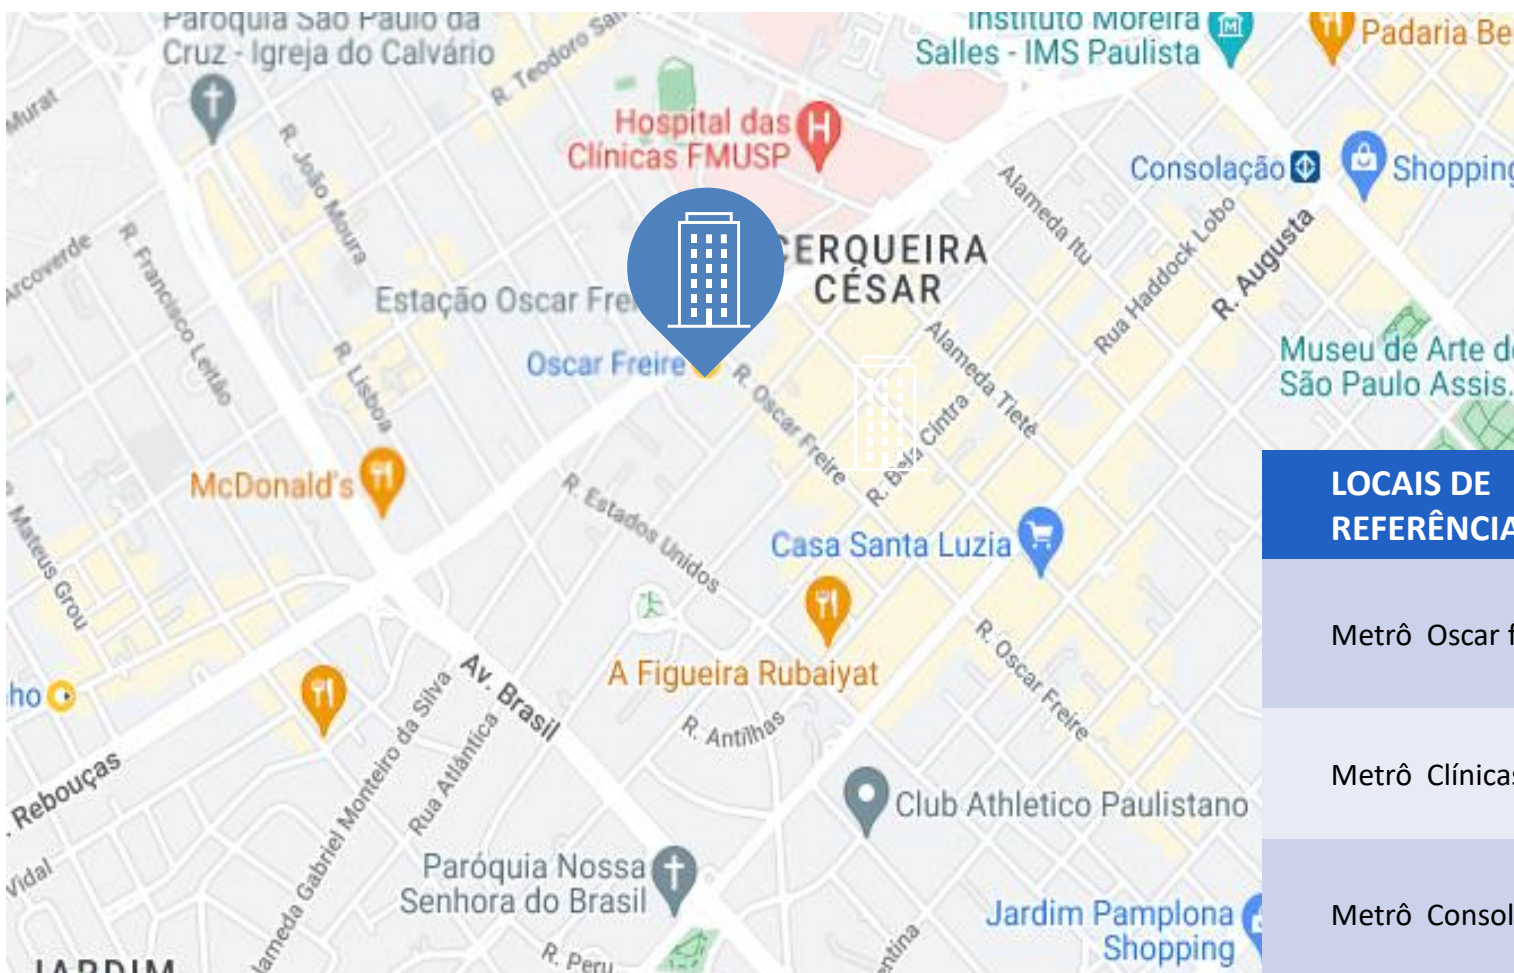 Paróquia São Paulo da
Cruz - Igreja do Calvário
R. Teodoro
Instituto Moreira
Salles - IMS Paulista
Padaria Be
Murat
R. João Moura
Hospital das
Clínicas FMUSP
Consolação
Shopping
Alameda Itu
Rua Haddock Lobo
R. Augusta
Arcoverde
R. Francisco Leitão
CERQUEIRA
CÉSAR
Estação Oscar Frei
Oscar Freire
R. Lisboa
R. Oscar Freire
Alameda Tietê
R. Bela Cintra
Museu de Arte de
São Paulo Assis.
McDonald's
R. Estados Unidos
Casa Santa Luzia
Mateus Grou
A Figueira Rubaiyat
R. Oscar Freire
ho
Av. Brasil
R. Antilhas
Rebouças
Alameda Gabriel Monteiro da Silva
Rua Atlântica
Club Athletico Paulistano
Vidal
Paróquia Nossa
Senhora do Brasil
Jardim Pamplona
Shopping
R. Peru
entina
JARDIM
LOCAIS DE
REFERÊNCIA
Metrô Oscar f
Metrô Clínicas
Metrô Consol